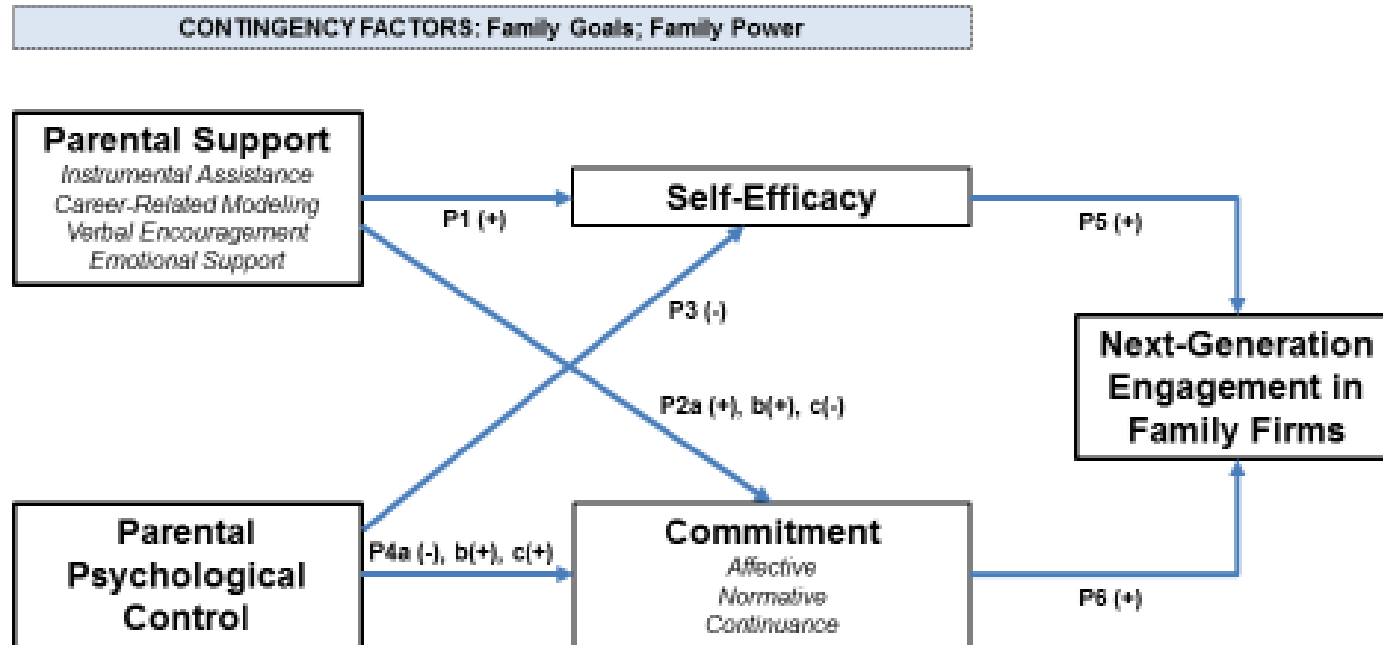 CONTINGENCY FACTORS: Family Goals; Family Power
Parental Support
Instrumental Assistance
Career-Related Modeling
Verbal Encouragement
Emotional Support
P1 (+)
Self-Efficacy
P5 (+)
P3 (-)
P2a (+), b(+), c(-)
Next-Generation
Engagement in
Family Firms
Parental
Psychological
Control
P4a (-), b(+), c(+)
Commitment
Affective
Normative
Continuance
P6 (+)